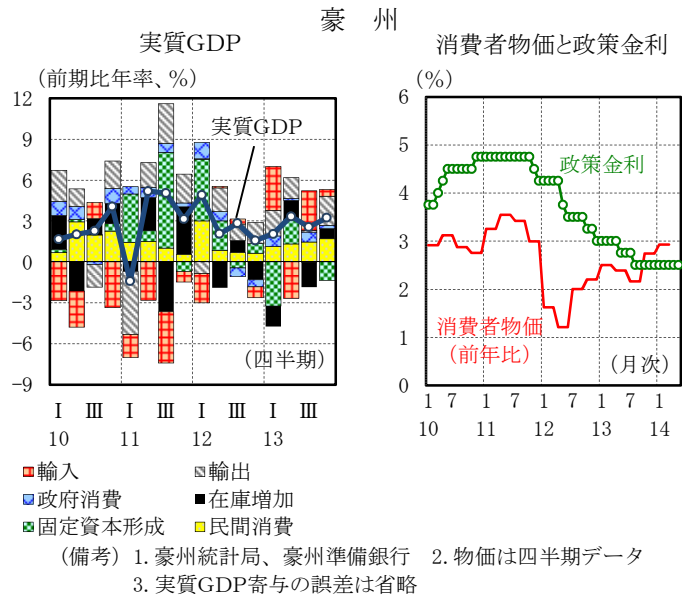 豪 州
実質GDP
（前期比年率、%）
12
9
6
3
0
−3
−6
−9
実質GDP
（四半期）
Ⅰ Ⅲ Ⅰ Ⅲ Ⅰ Ⅲ Ⅰ Ⅲ
10 11 12 13
輸入 輸出
政府消費 在庫増加
固定資本形成 民間消費
消費者物価と政策金利
（%）
6
5
4
3
2
1
0
政策金利
消費者物価
（前年比）
（月次）
1 7 1 7 1 7 1 7 1
10 11 12 13 14
（備考） 1. 豪州統計局、豪州準備銀行 2. 物価は四半期データ
3. 実質GDP寄与の誤差は省略